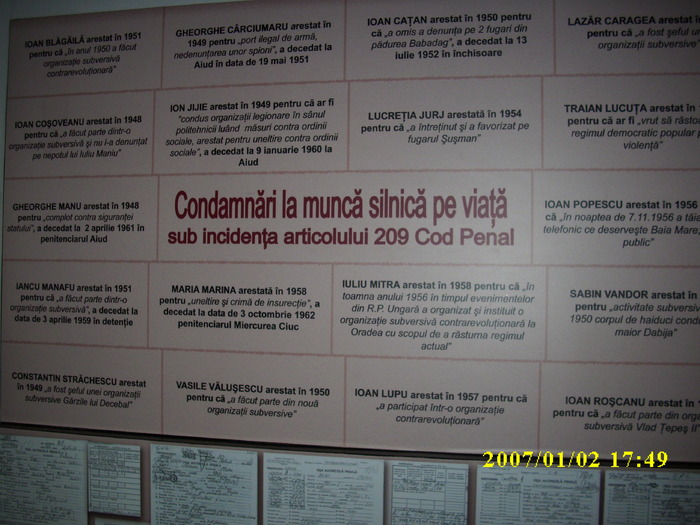 IOAN BLĂGĂILĂ arestat în 1951
pentru că „în anul 1950 a făcut
organizație subversivă
contrarevoluționară”
GHEORGHE CÂRCIUMARU arestat în
1949 pentru „port ilegal de armă,
nedenunțarea unor spioni”, a decedat la
Aiud în data de 19 mai 1951
IOAN CAȚAN arestat în 1950 pentru
că „a omis a denunța pe 2 fugari din
pădurea Babadag”, a decedat la 13
iulie 1952 în închisoare
LAZĂR CARAGEA arestat în
pentru că „a fost șeful
organizații subversive”
IOAN COȘOVEANU arestat în 1948
pentru că „a făcut parte dintr-o
organizație subversivă și nu l-a denunțat
pe nepotul lui Iuliu Maniu”
ION JIJIE arestat în 1949 pentru că ar fi
“condus organizații legionare în sânul
politehnicii luând măsuri contra ordinii
sociale, arestat pentru uneltire contra ordinii
sociale”, a decedat la 9 ianuarie 1960 la
Aiud
LUCREȚIA JURJ arestată în 1954
pentru că „a întreținut și a favorizat pe
fugarul Șușman”
TRAIAN LUCUȚA arestat în
pentru că ar fi „vrut să
regimul democratic popular
violență”
GHEORGHE MANU arestat în 1948
pentru „complot contra siguranței
statului”, a decedat la 2 aprilie 1961 în
penitenciarul Aiud
Condamnări la muncă silnică pe viață
sub incidența articolului 209 Cod Penal
IOAN POPESCU arestat în 1956
că „în noaptea de 7.11.1956 a
telefonic ce deservește Baia Mare,
public”
IANCU MANAFU arestat în 1951
pentru că „a făcut parte dintr-o
organizație subversivă”, a decedat la
data de 3 aprilie 1959 în detenție
MARIA MARINA arestată în 1958
pentru „uneltire și crimă de insurecție”, a
decedat la data de 3 octombrie 1962
penitenciarul Miercurea Ciuc
IULIU MITRA arestat în 1958 pentru că „în
toamna anului 1956 în timpul evenimentelor
din R.P. Ungară a organizat și instituit o
organizație subversivă contrarevoluționară la
Oradea cu scopul de a răsturna regimul
actual”
SABIN VANDOR arestat în
pentru „activitate
1950 corpul de haiduci
maior Dabija”
CONSTANTIN STRĂCHESCU arestat
în 1949 „a fost șeful unei organizații
subversive Gărzile lui Decebal”
VASILE VĂLUȘESCU arestat în 1950
pentru că „a făcut parte din nouă
organizații subversive”
IOAN LUPU arestat în 1957 pentru că
„a participat într-o organizație
contrarevoluționară”
IOAN ROȘCANU arestat în
pentru că „a făcut parte din
subversivă Vlad Țepeș II”
2007/01/02 17:49